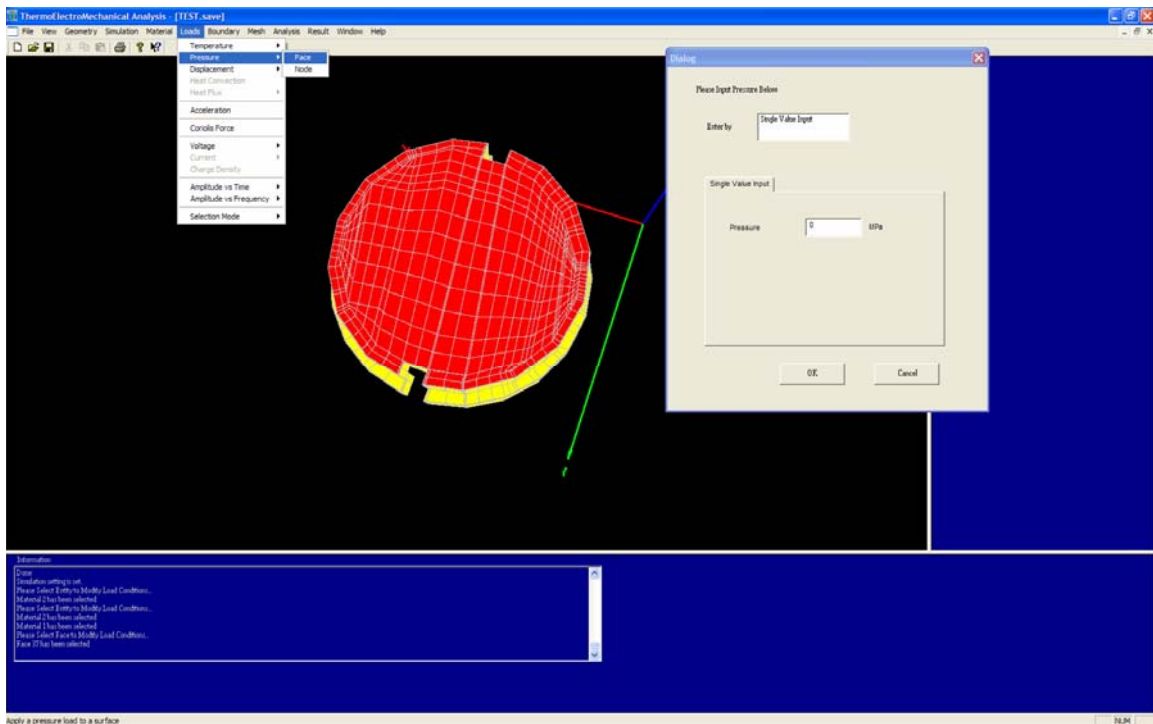 ThermoElectroMechanical Analysis - [TEST.save]
File View Geometry Simulation Material Loads Boundary Mesh Analysis Result Window Help
Temperature
Pressure
Face
Displacement
Node
Heat Convection
Heat Flux
Acceleration
Coriolis Force
Voltage
Current
Charge Density
Amplitude vs Time
Amplitude vs Frequency
Selection Mode
Dialog
Please Input Pressure Below
Enter by
Single Value Input
Single Value Input
Pressure 0 MPa
OK Cancel
Information
Done
Simulation setting is set.
Please Select Entity to Modify Load Conditions...
Material 2 has been selected
Please Select Entity to Modify Load Conditions...
Material 2 has been selected
Material 1 has been selected
Please Select Face to Modify Load Conditions...
Face 37 has been selected
Apply a pressure load to a surface
NUM